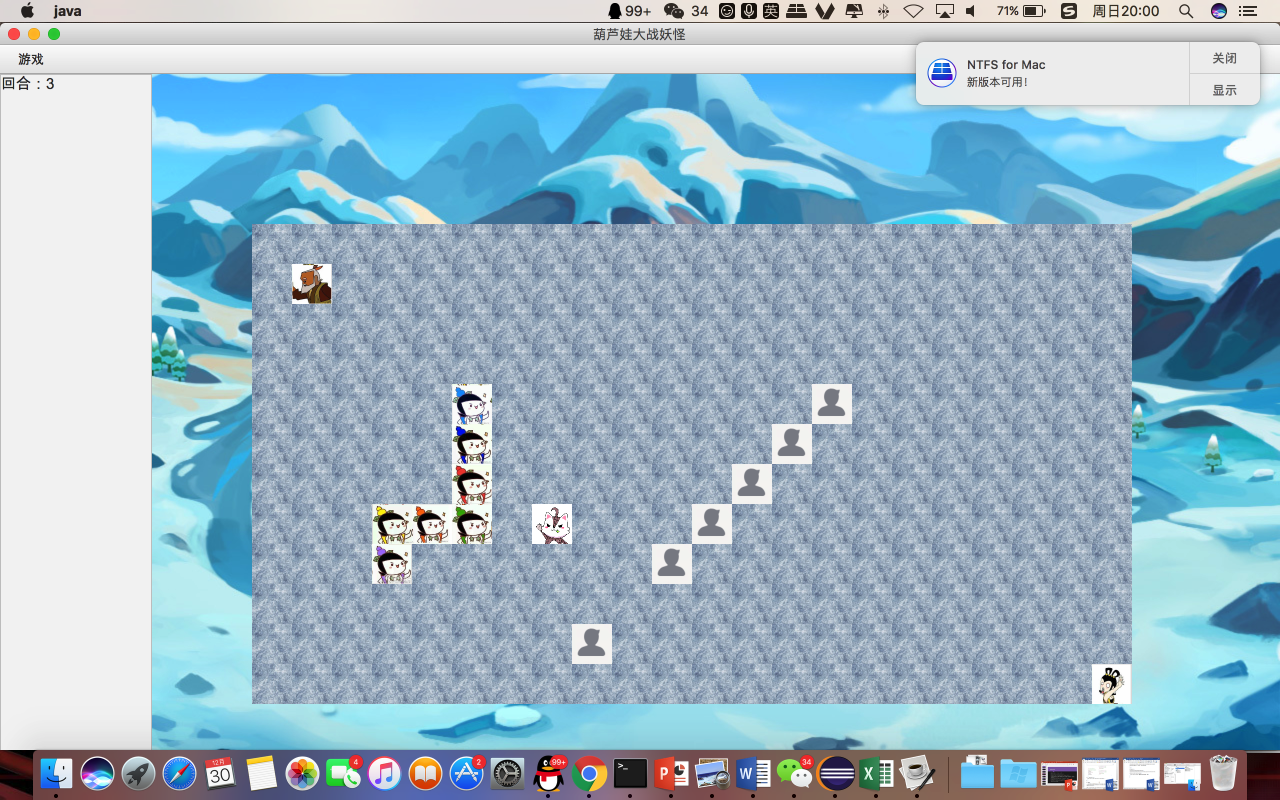 java
99+
34
英
71%
周日20:00
葫芦娃大战妖怪
游戏
NTFS for Mac
新版本可用!
关闭
显示
回合：3
12月
30
4
2
99+
34